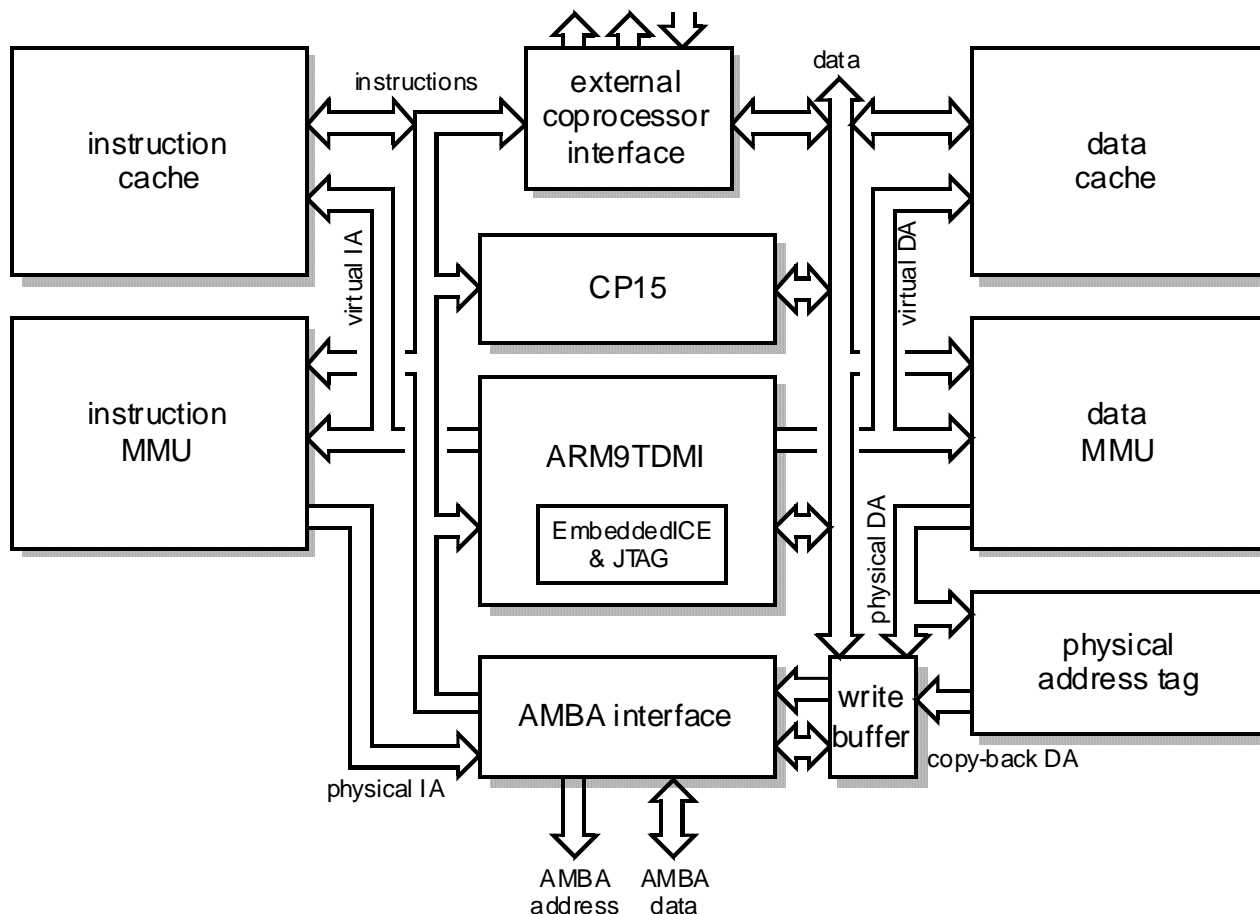 instructions
external
coprocessor
interface
data
instruction
cache
data
cache
virtual IA
CP15
virtual DA
instruction
MMU
ARM9TDMI
EmbeddedICE
& JTAG
data
MMU
physical DA
AMBA interface
write
buffer
physical
address tag
physical IA
copy-back DA
AMBA
address
AMBA
data